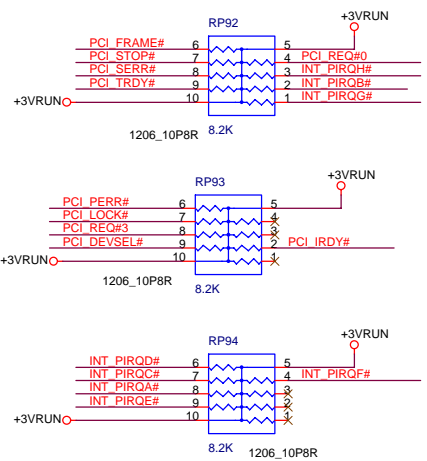 RP92
+3VRUN
PCI_FRAME# 6 5
PCI_STOP# 7 4 PCI_REQ#0
PCI_SERR# 8 3 INT_PIRQH#
PCI_TRDY# 9 2 INT_PIRQB#
+3VRUN 10 1 INT_PIRQG#
1206_10P8R 8.2K
RP93
+3VRUN
PCI_PERR# 6 5
PCI_LOCK# 7 4
PCI_REQ#3 8 3
PCI_DEVSEL# 9 2 PCI_IRDY#
+3VRUN 10 1
1206_10P8R 8.2K
RP94
+3VRUN
INT_PIRQD# 6 5
INT_PIRQC# 7 4 INT_PIRQF#
INT_PIRQA# 8 3
INT_PIRQE# 9 2
+3VRUN 10 1
8.2K 1206_10P8R